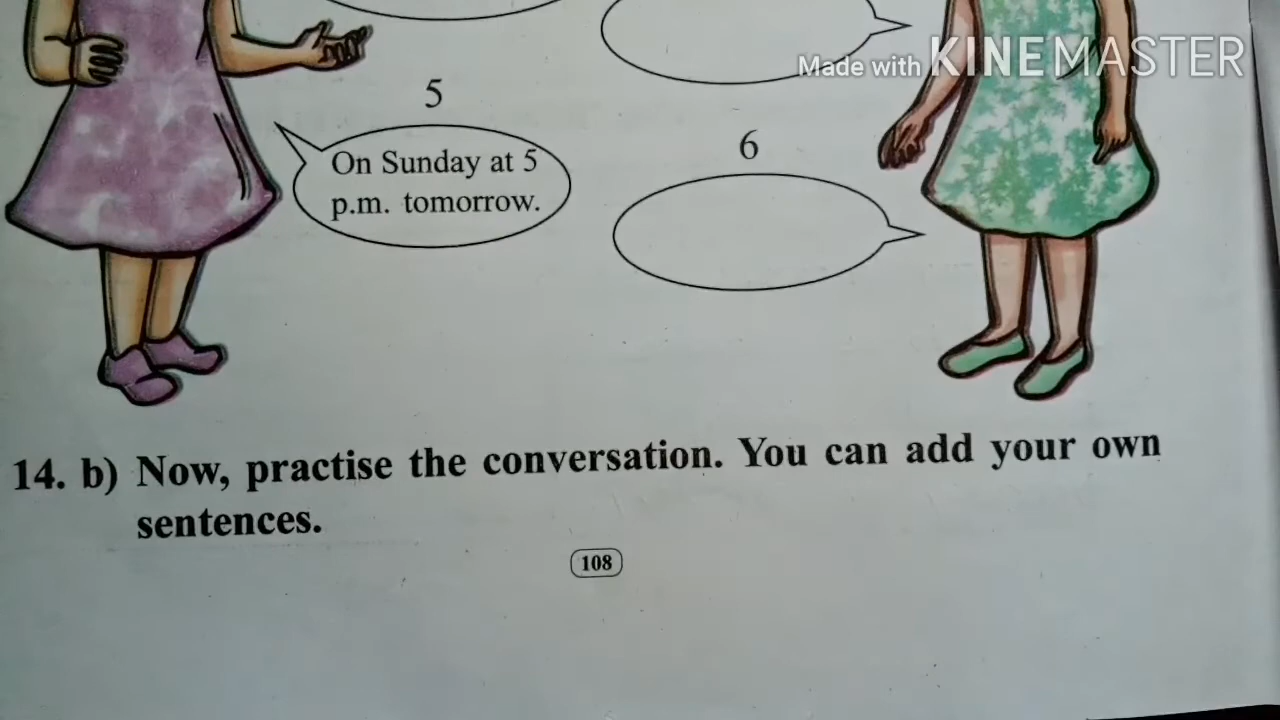 Made with KINEMASTER
5
On Sunday at 5
p.m. tomorrow.
6
14. b) Now, practise the conversation. You can add your own
sentences.
108